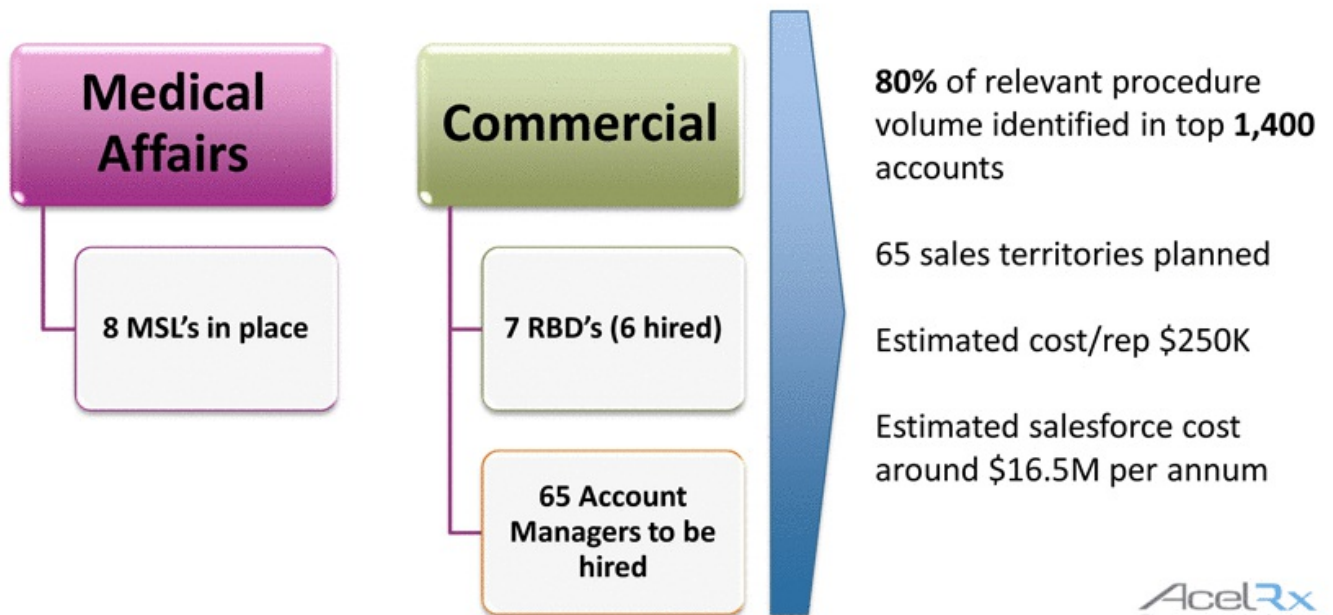 Medical
Affairs
8 MSL's in place
Commercial
7 RBD's (6 hired)
65 Account
Managers to be
hired
80% of relevant procedure
volume identified in top 1,400
accounts
65 sales territories planned
Estimated cost/rep $250K
Estimated salesforce cost
around $16.5M per annum
AcelRx